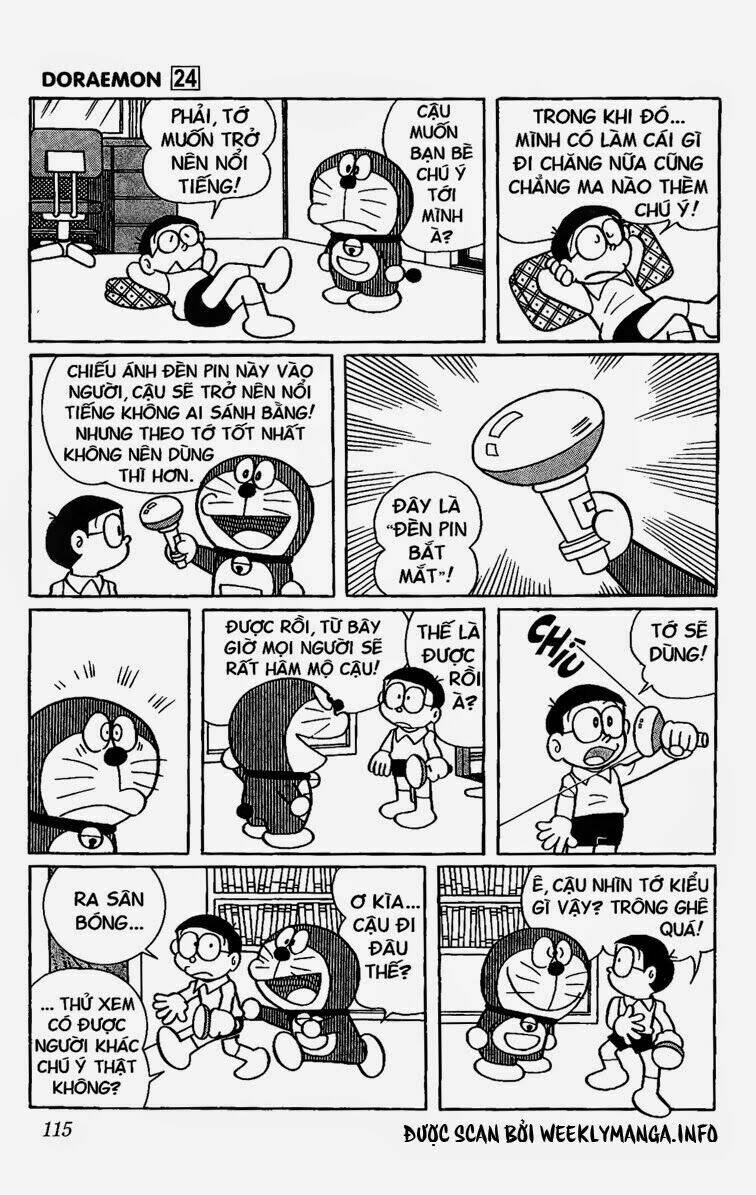 DORAEMON 24
TRONG KHI ĐÓ...
MÌNH CÓ LÀM CÁI GÌ
ĐI CHĂNG NỮA CŨNG
CHẲNG MA NÀO THÈM
CHÚ Ý!
CẬU
MUỐN
BẠN BÈ
CHÚ Ý
TỚI
MÌNH
À?
PHẢI, TỚ
MUỐN TRỞ
NÊN NỔI
TIẾNG!
ĐÂY LÀ
"ĐÈN PIN
BẮT
MẮT"!
CHIẾU ÁNH ĐÈN PIN NÀY VÀO
NGƯỜI, CẬU SẼ TRỞ NÊN NỔI
TIẾNG KHÔNG AI SÁNH BẰNG!
NHƯNG THEO TỚ TỐT NHẤT
KHÔNG NÊN DÙNG
THÌ HƠN.
TỚ SẼ
DÙNG!
CHÍU
THẾ LÀ
ĐƯỢC
RỒI
À?
ĐƯỢC RỒI, TỪ BÂY
GIỜ MỌI NGƯỜI SẼ
RẤT HÂM MỘ CẬU!
Ê, CẬU NHÌN TỚ KIỂU
GÌ VẬY? TRÔNG GHÊ
QUÁ!
Ơ KÌA...
CẬU ĐI
ĐÂU
THẾ?
RA SÂN
BÓNG...
... THỬ XEM
CÓ ĐƯỢC
NGƯỜI KHÁC
CHÚ Ý THẬT
KHÔNG?
115
ĐƯỢC SCAN BỞI WEEKLYMANGA.INFO